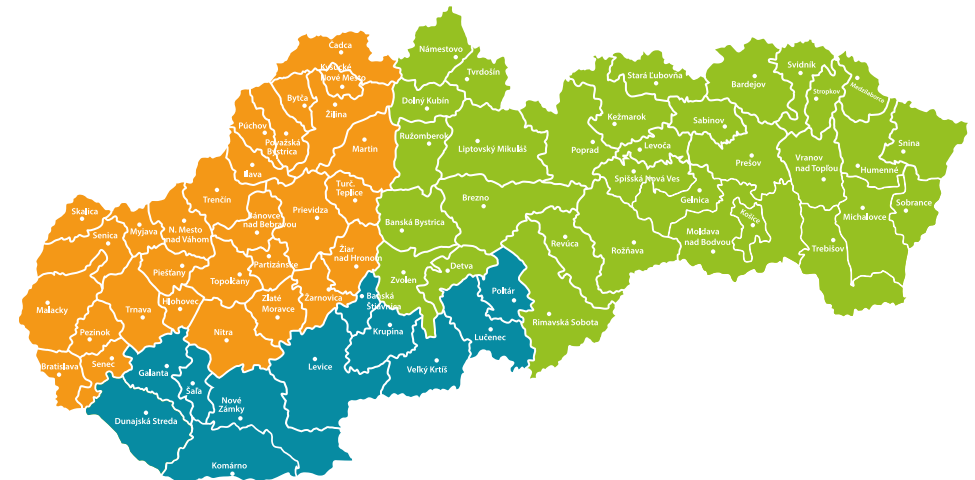 Čadca
Kysucké
Nové Mesto
Bytča
Žilina
Púchov
Považská
Bystrica
Martin
Ilava
Turč.
Teplice
Trenčín
Prievidza
Bánovce
nad Bebravou
Skalica
Myjava
N. Mesto
nad Váhom
Senica
Žiar
nad Hronom
Partizánske
Piešťany
Topoľčany
Malacky
Trnava
Hlohovec
Zlaté
Moravce
Žarnovica
Pezinok
Nitra
Bratislava
Senec
Námestovo
Tvrdošín
Dolný Kubín
Ružomberok
Liptovský Mikuláš
Stará Ľubovňa
Bardejov
Svidník
Stropkov
Medzilaborce
Kežmarok
Sabinov
Poprad
Levoča
Prešov
Vranov
nad Topľou
Snina
Humenné
Spišská Nová Ves
Gelnica
Brezno
Sobrance
Michalovce
Košice
Banská Bystrica
Revúca
Rožňava
Moldava
nad Bodvou
Trebišov
Zvolen
Detva
Rimavská Sobota
Poltár
Banská
Štiavnica
Krupina
Lučenec
Levice
Veľký Krtíš
Galanta
Šaľa
Nové
Zámky
Dunajská Streda
Komárno